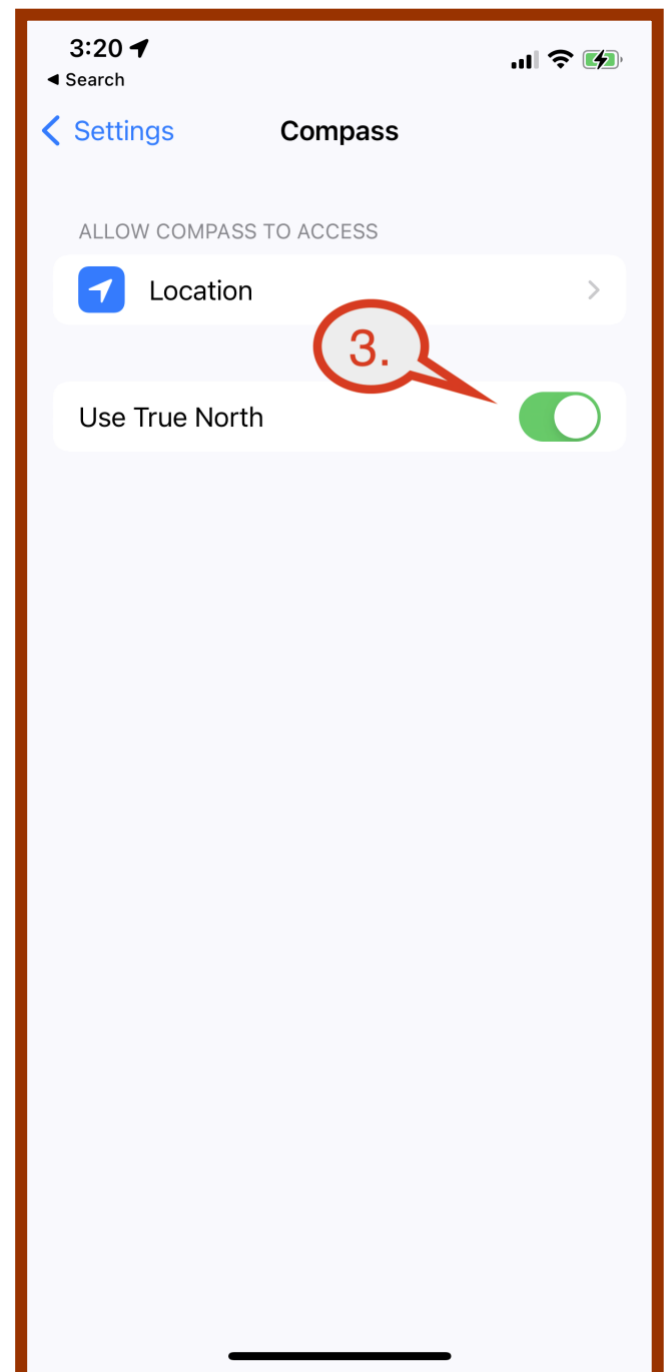 3:20
Search
Settings
Compass
ALLOW COMPASS TO ACCESS
Location
3.
Use True North